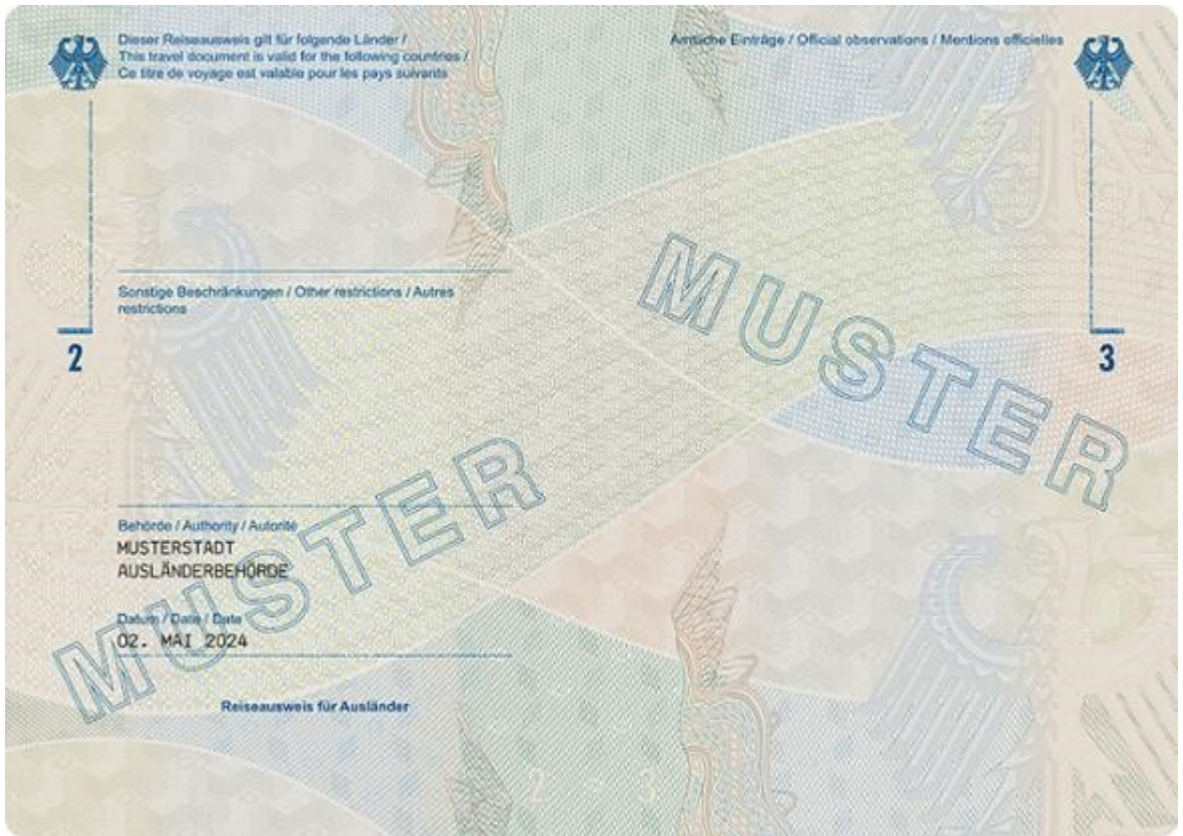 Dieser Reiseausweis gilt für folgende Länder /
This travel document is valid for the following countries /
Ce titre de voyage est valable pour les pays suivants
Sonstige Beschränkungen / Other restrictions / Autres
restrictions
2
Behörde / Authority / Autorité
MUSTERSTADT
AUSLÄNDERBEHÖRDE
Datum / Date / Date
02. MAI 2024
MUSTER
Reiseausweis für Ausländer
Amtliche Einträge / Official observations / Mentions officielles
MUSTER
3
2
3